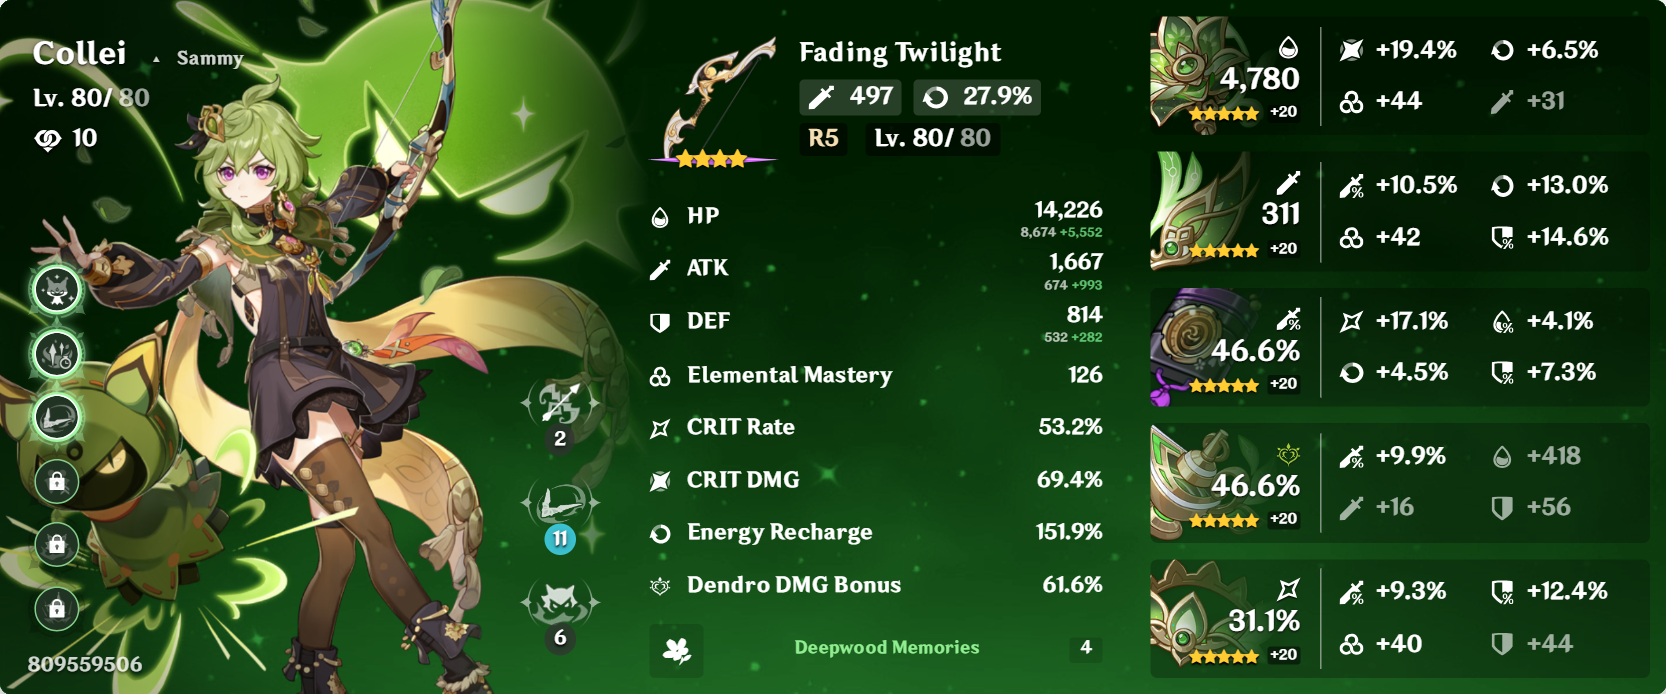 Collei ▲ Sammy
Lv. 80/ 80
10
2
11
6
809559506
Fading Twilight
497 27.9%
R5 Lv. 80/ 80
HP 14,226
8,674 +5,552
ATK 1,667
674 +993
DEF 814
532 +282
Elemental Mastery 126
CRIT Rate 53.2%
CRIT DMG 69.4%
Energy Recharge 151.9%
Dendro DMG Bonus 61.6%
Deepwood Memories 4
4,780
+20
+19.4% +6.5%
+44 +31
311
+20
+10.5% +13.0%
+42 +14.6%
46.6%
+20
+17.1% +4.1%
+4.5% +7.3%
46.6%
+20
+9.9% +418
+16 +56
31.1%
+20
+9.3% +12.4%
+40 +44